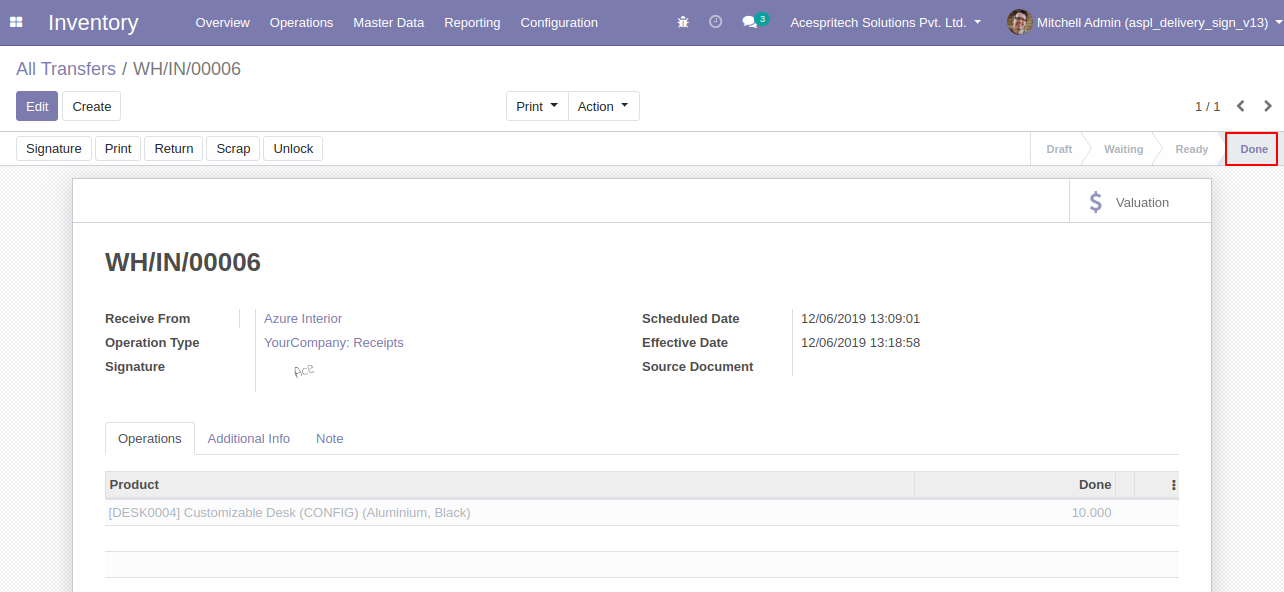 Inventory Overview Operations Master Data Reporting Configuration 3 Acespritech Solutions Pvt. Ltd. Mitchell Admin (aspl_delivery_sign_v13)
All Transfers / WH/IN/00006
Edit Create Print Action 1 / 1
Signature Print Return Scrap Unlock Draft Waiting Ready Done
$ Valuation
WH/IN/00006
Receive From Azure Interior Scheduled Date 12/06/2019 13:09:01
Operation Type YourCompany: Receipts Effective Date 12/06/2019 13:18:58
Signature Ace Source Document
Operations Additional Info Note
Product Done
[DESK0004] Customizable Desk (CONFIG) (Aluminium, Black) 10.000